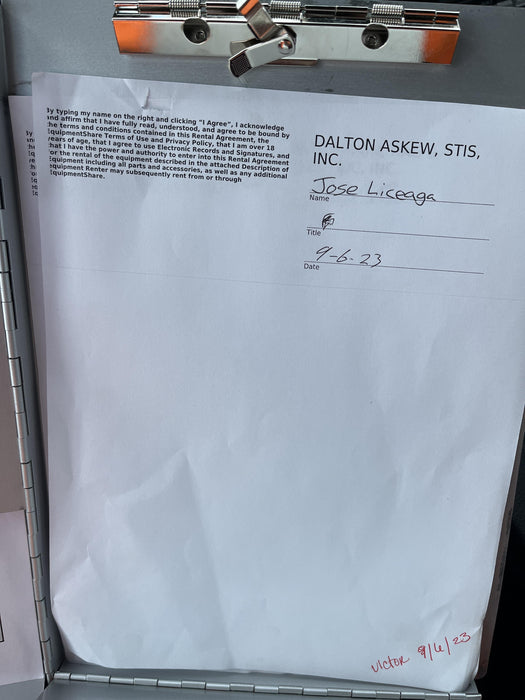 By typing my name on the right and clicking "I Agree", I acknowledge
and affirm that I have fully read, understood, and agree to be bound by
the terms and conditions contained in this Rental Agreement, the
EquipmentShare Terms of Use and Privacy Policy, that I am over 18
years of age, that I agree to use Electronic Records and Signatures, and
that I have the power and authority to enter into this Rental Agreement
for the rental of the equipment described in the attached Description of
Equipment including all parts and accessories, as well as any additional
equipment Renter may subsequently rent from or through
EquipmentShare.
DALTON ASKEW, STIS,
INC.
Jose Liceaga
Name
Title
9-6-23
Date
victor 9/6/23